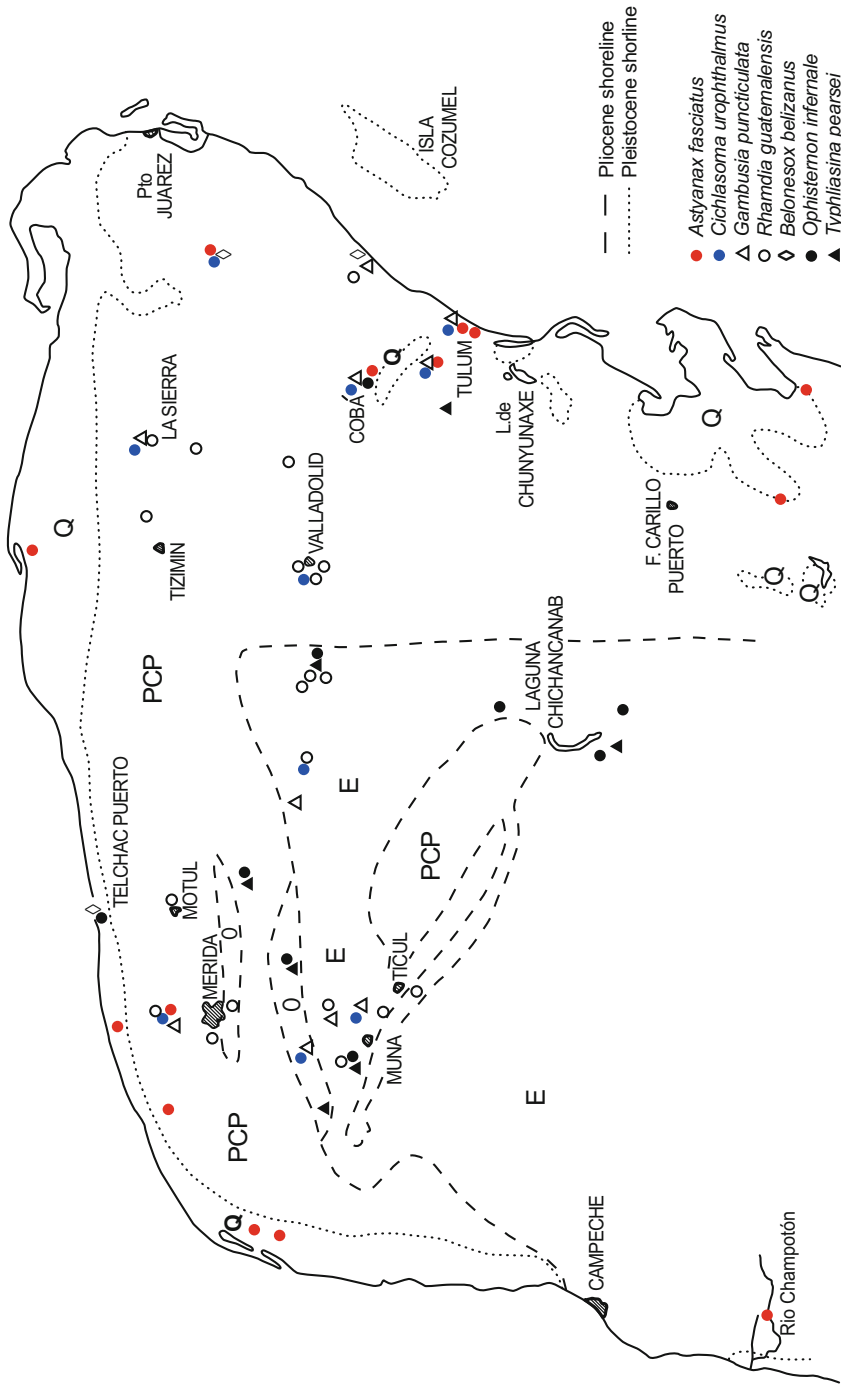 Pto
JUAREZ
ISLA
COZUMEL
LA SIERRA
Q
TIZIMIN
VALLADOLID
COBA
Q
TULUM
L.de
CHUNYUNAXE
F. CARILLO
PUERTO
Q
Q
Q
PCP
TELCHAC PUERTO
MOTUL
MERIDA
O
E
LAGUNA
CHICHANCANAB
PCP
E
O
TICUL
MUNA
PCP
Q
E
CAMPECHE
Rio Champotón
Pliocene shoreline
Pleistocene shorline
Astyanax fasciatus
Cichlasoma urophthalmus
Gambusia puncticulata
Rhamdia guatemalensis
Belonesox belizanus
Ophisternon infernale
Typhliasina pearsei